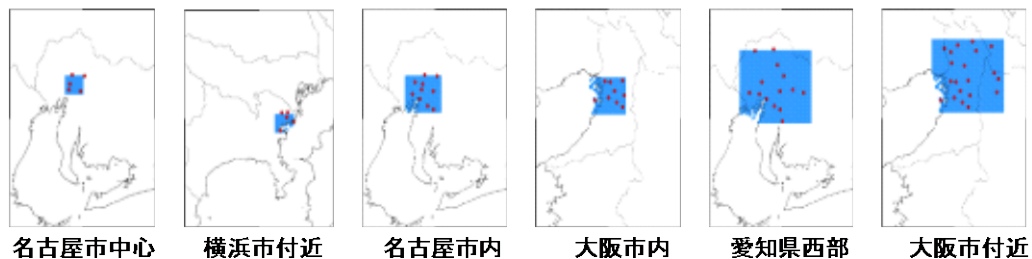 名古屋市中心
横浜市付近
名古屋市内
大阪市内
愛知県西部
大阪市付近